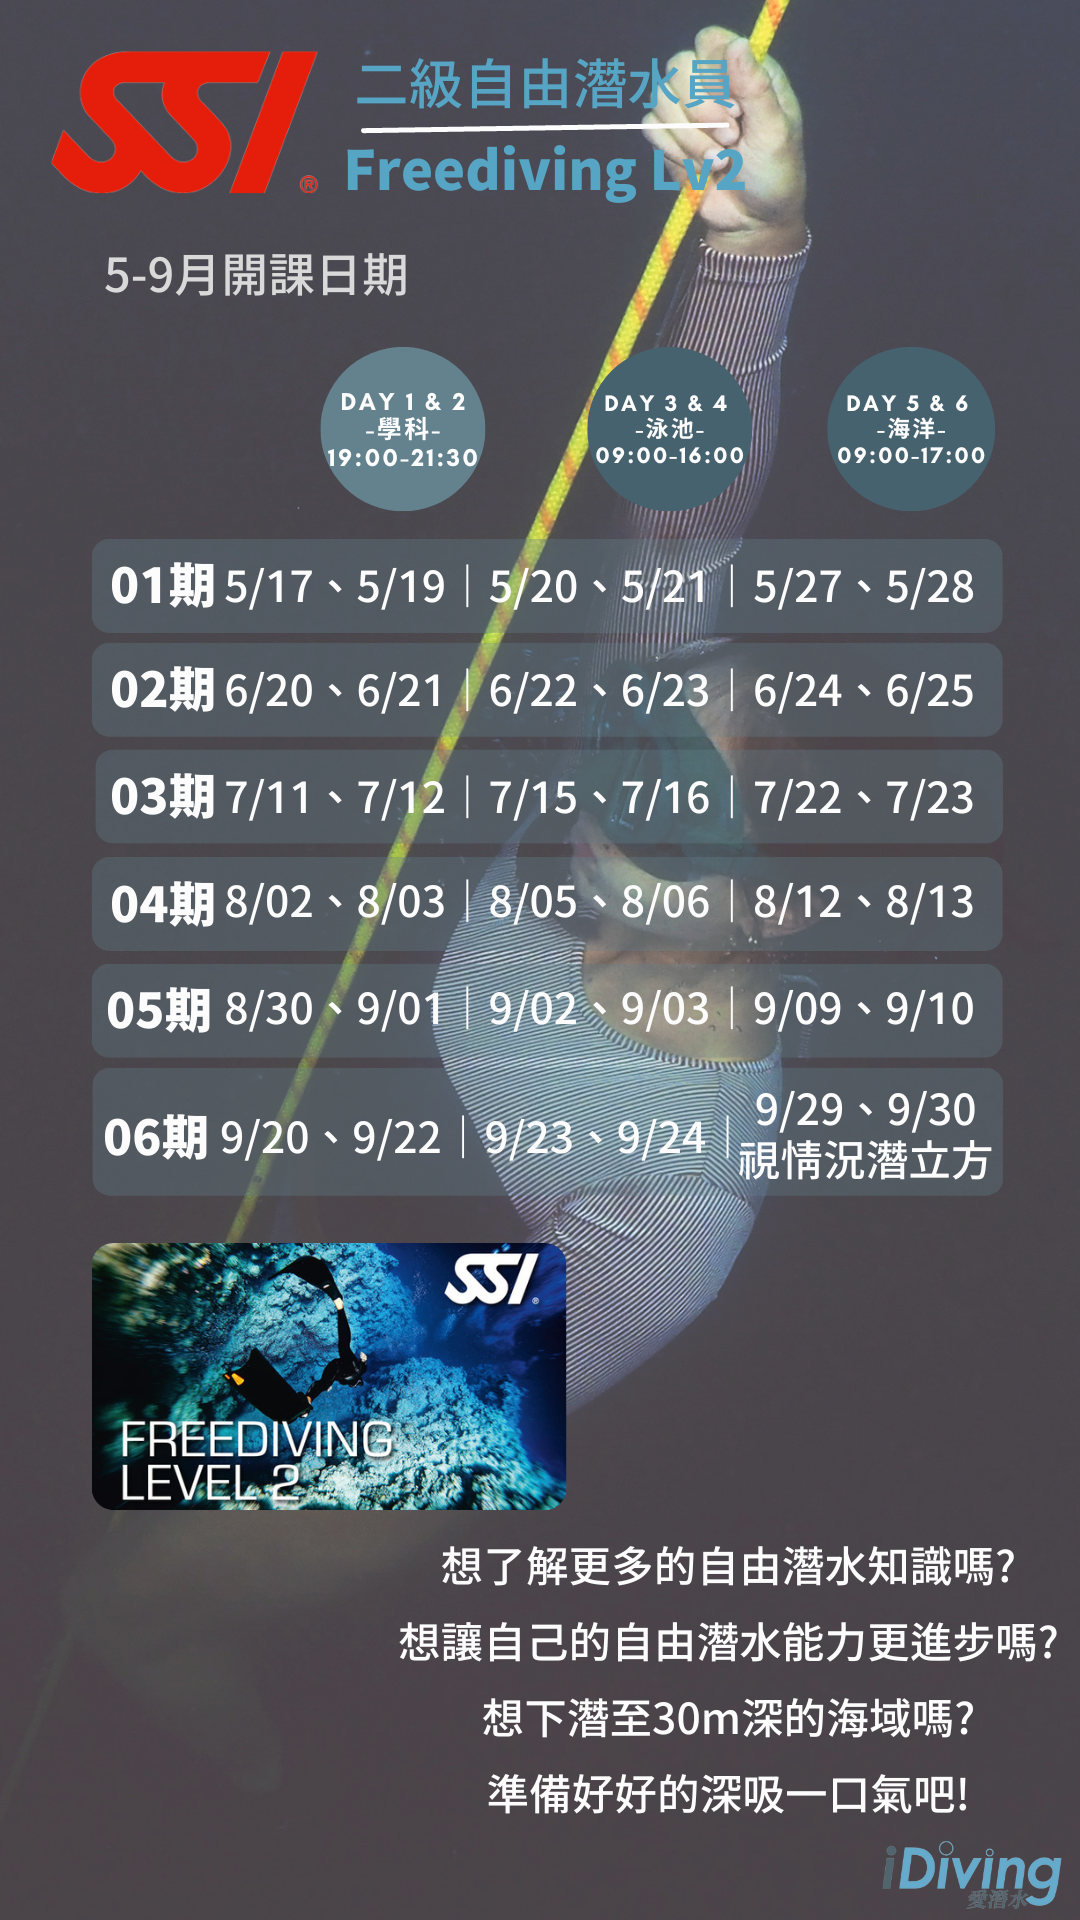 SSI®
二級自由潛水員
Freediving Lv2
5-9月開課日期
DAY 1 & 2
-學科-
19:00-21:30
DAY 3 & 4
-泳池-
09:00-16:00
DAY 5 & 6
-海洋-
09:00-17:00
01期 5/17、5/19｜5/20、5/21｜5/27、5/28
02期 6/20、6/21｜6/22、6/23｜6/24、6/25
03期 7/11、7/12｜7/15、7/16｜7/22、7/23
04期 8/02、8/03｜8/05、8/06｜8/12、8/13
05期 8/30、9/01｜9/02、9/03｜9/09、9/10
06期 9/20、9/22｜9/23、9/24｜9/29、9/30
視情況潛立方
SSI®
FREEDIVING
LEVEL 2
想了解更多的自由潛水知識嗎?
想讓自己的自由潛水能力更進步嗎?
想下潛至30m深的海域嗎?
準備好好的深吸一口氣吧!
iDiving
愛潛水